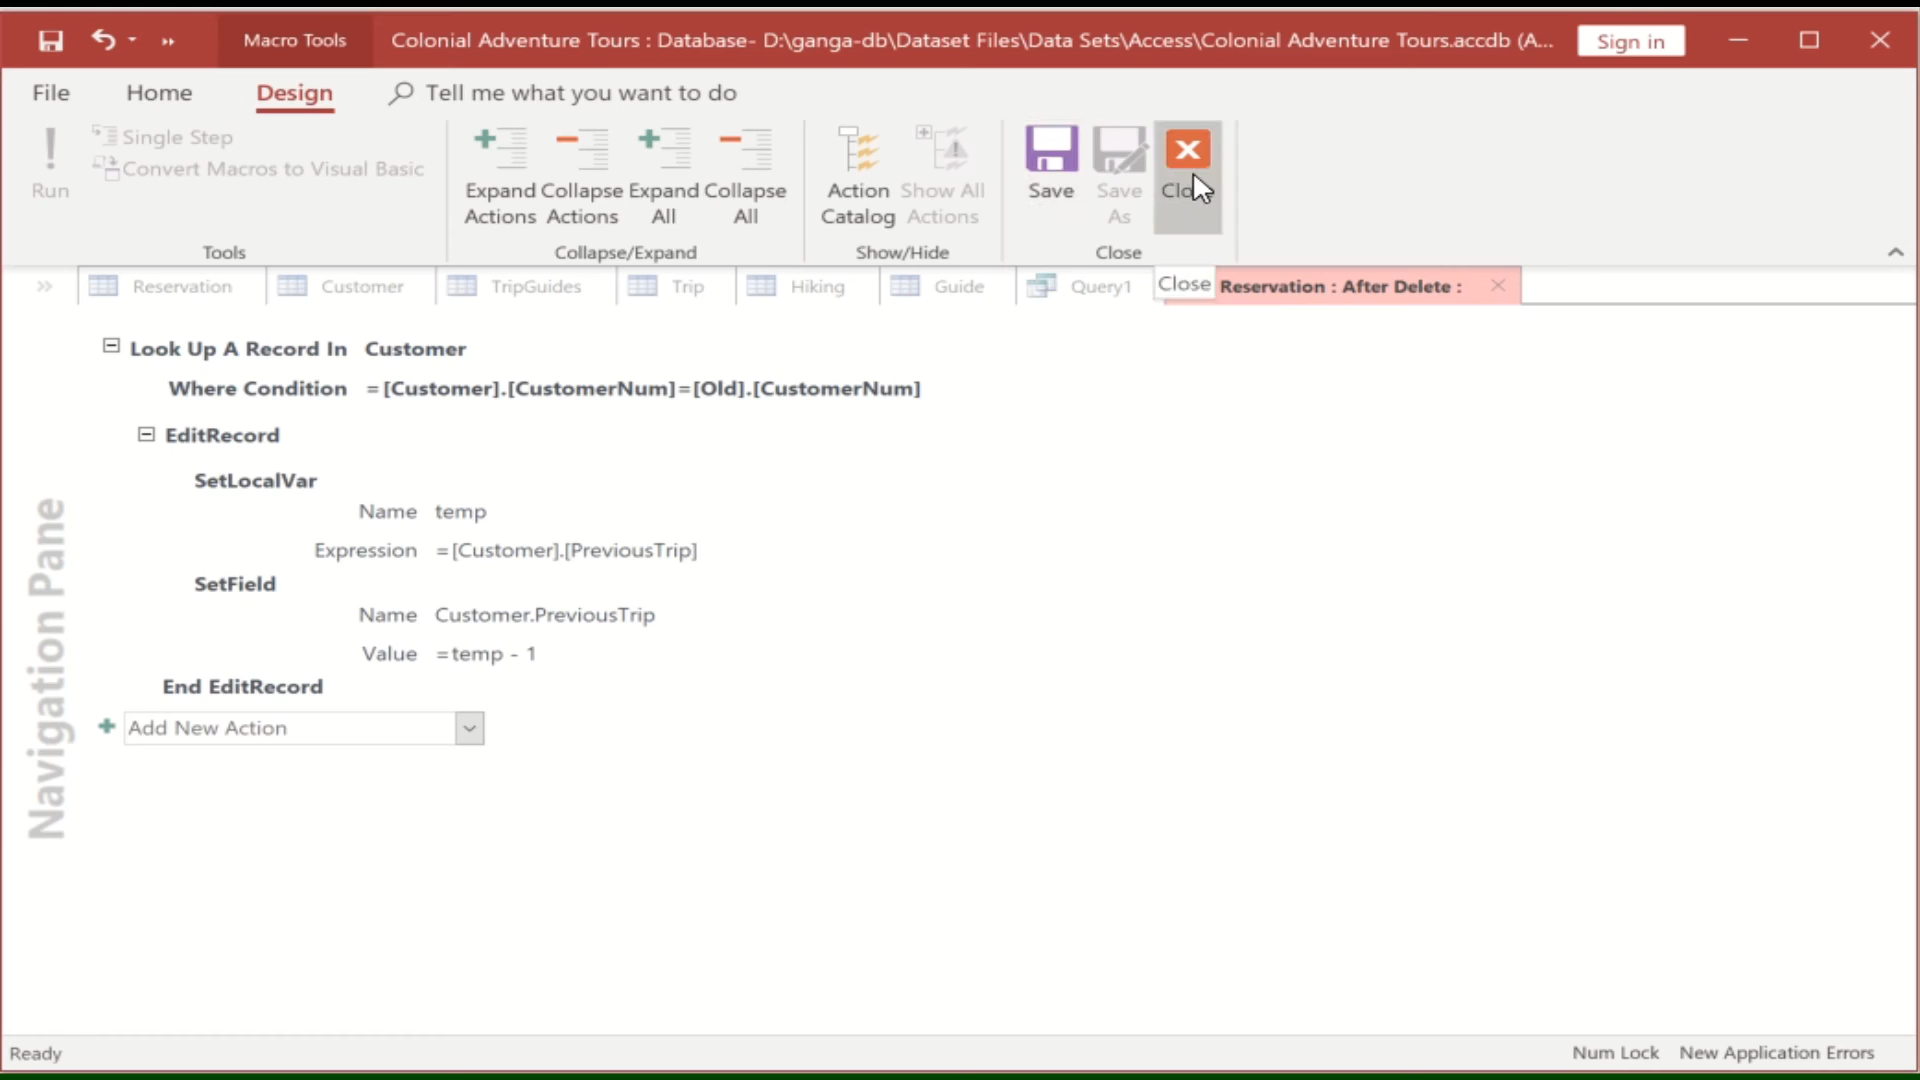 Macro Tools Colonial Adventure Tours : Database- D:\ganga-db\Dataset Files\Data Sets\Access\Colonial Adventure Tours.accdb (A... Sign in
File Home Design Tell me what you want to do
Single Step
Convert Macros to Visual Basic
Run
Expand Actions
Collapse Actions
Expand All
Collapse All
Action Catalog
Show All Actions
Save
Save As
Tools Collapse/Expand Show/Hide Close
Reservation Customer TripGuides Trip Hiking Guide Query1 Close Reservation : After Delete :
Look Up A Record In Customer
Where Condition =[Customer].[CustomerNum]=[Old].[CustomerNum]
EditRecord
SetLocalVar
Name temp
Expression =[Customer].[PreviousTrip]
SetField
Name Customer.PreviousTrip
Value =temp - 1
End EditRecord
Add New Action
Navigation Pane
Ready Num Lock New Application Errors